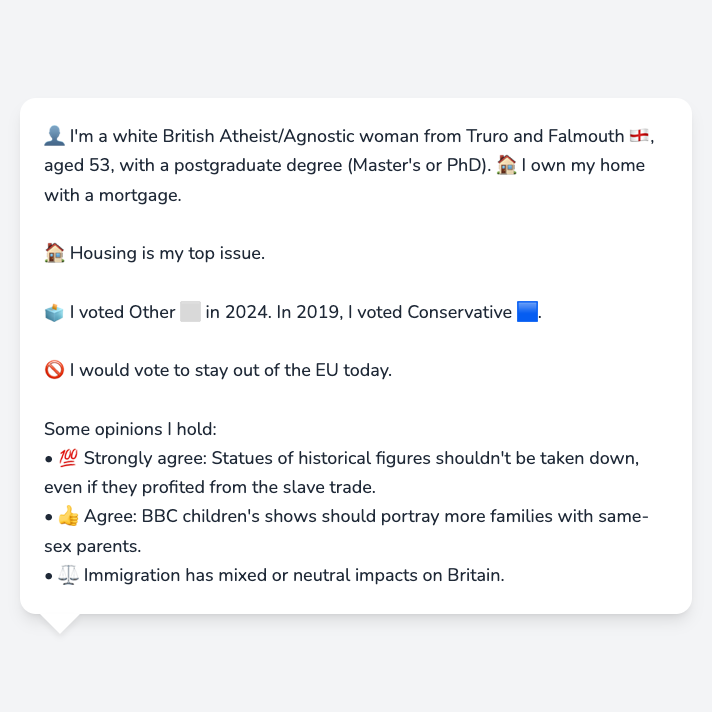 👤 I'm a white British Atheist/Agnostic woman from Truro and Falmouth 🏴󠁧󠁢󠁥󠁮󠁧󠁿,
aged 53, with a postgraduate degree (Master's or PhD). 🏠 I own my home
with a mortgage.
🏠 Housing is my top issue.
🗳️ I voted Other ⬜ in 2024. In 2019, I voted Conservative 🟦.
🚫 I would vote to stay out of the EU today.
Some opinions I hold:
• 💯 Strongly agree: Statues of historical figures shouldn't be taken down,
even if they profited from the slave trade.
• 👍 Agree: BBC children's shows should portray more families with same-
sex parents.
• ⚖️ Immigration has mixed or neutral impacts on Britain.